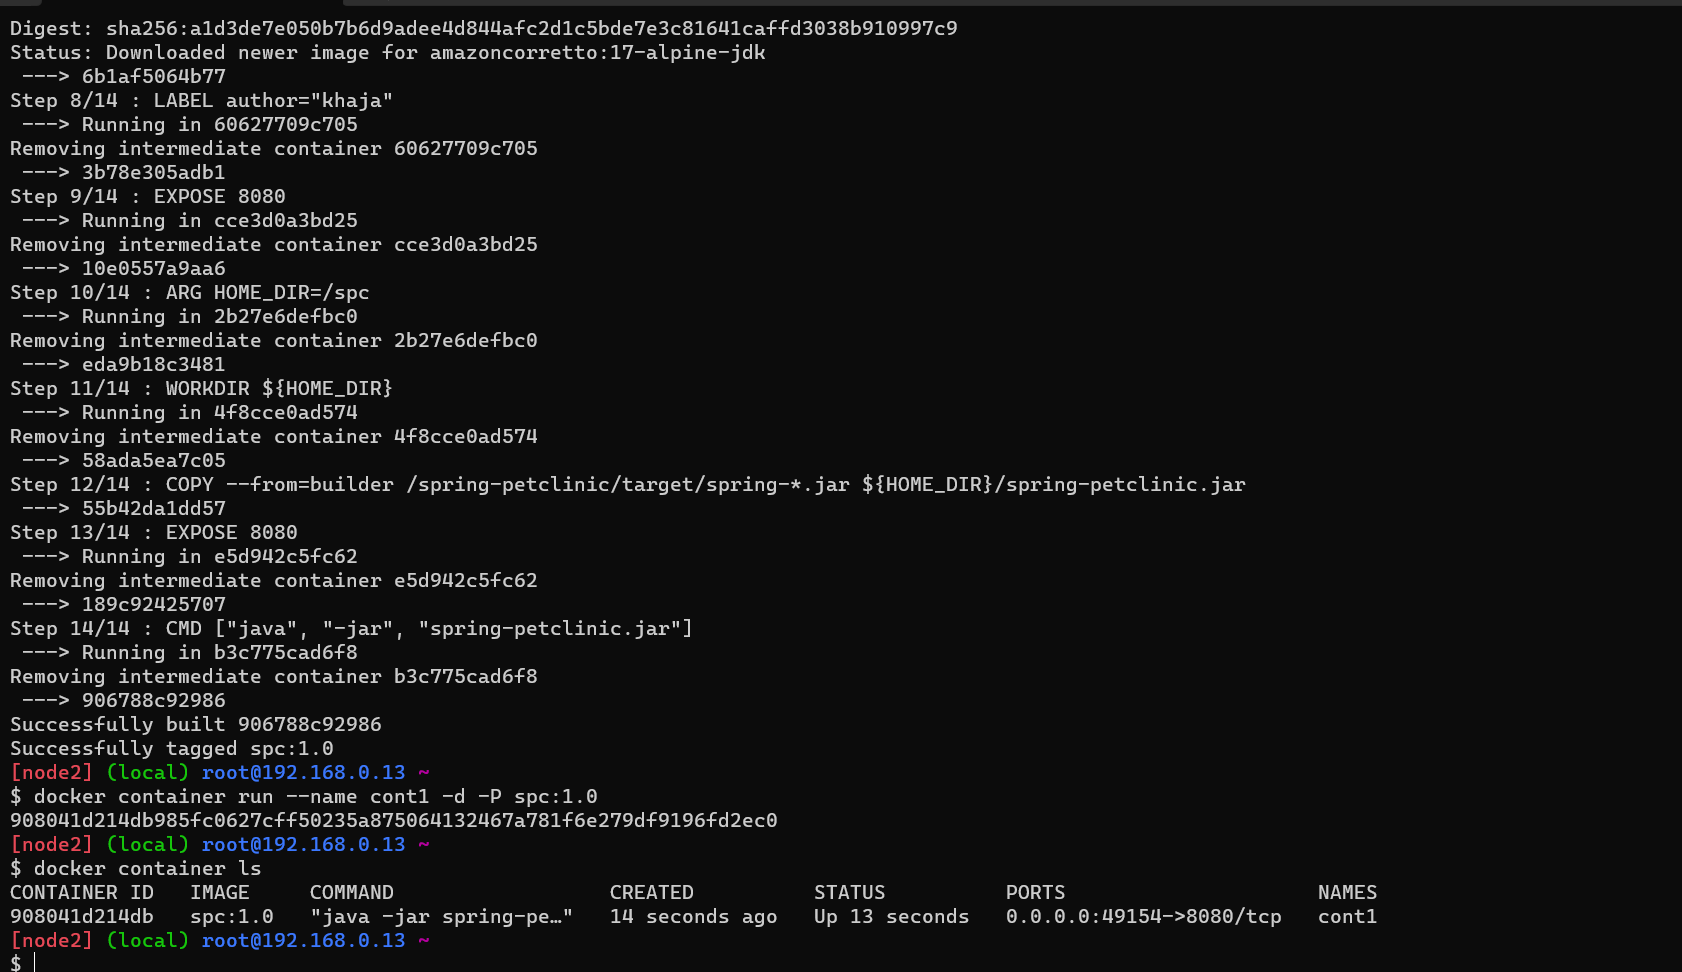 Digest: sha256:a1d3de7e050b7b6d9adee4d844afc2d1c5bde7e3c81641caffd3038b910997c9
Status: Downloaded newer image for amazoncorretto:17-alpine-jdk
 ---> 6b1af5064b77
Step 8/14 : LABEL author="khaja"
 ---> Running in 60627709c705
Removing intermediate container 60627709c705
 ---> 3b78e305adb1
Step 9/14 : EXPOSE 8080
 ---> Running in cce3d0a3bd25
Removing intermediate container cce3d0a3bd25
 ---> 10e0557a9aa6
Step 10/14 : ARG HOME_DIR=/spc
 ---> Running in 2b27e6defbc0
Removing intermediate container 2b27e6defbc0
 ---> eda9b18c3481
Step 11/14 : WORKDIR ${HOME_DIR}
 ---> Running in 4f8cce0ad574
Removing intermediate container 4f8cce0ad574
 ---> 58ada5ea7c05
Step 12/14 : COPY --from=builder /spring-petclinic/target/spring-*.jar ${HOME_DIR}/spring-petclinic.jar
 ---> 55b42da1dd57
Step 13/14 : EXPOSE 8080
 ---> Running in e5d942c5fc62
Removing intermediate container e5d942c5fc62
 ---> 189c92425707
Step 14/14 : CMD ["java", "-jar", "spring-petclinic.jar"]
 ---> Running in b3c775cad6f8
Removing intermediate container b3c775cad6f8
 ---> 906788c92986
Successfully built 906788c92986
Successfully tagged spc:1.0
[node2] (local) root@192.168.0.13 ~
$ docker container run --name cont1 -d -P spc:1.0
908041d214db985fc0627cff50235a875064132467a781f6e279df9196fd2ec0
[node2] (local) root@192.168.0.13 ~
$ docker container ls
CONTAINER ID   IMAGE     COMMAND                  CREATED          STATUS          PORTS                     NAMES
908041d214db   spc:1.0   "java -jar spring-pe…"   14 seconds ago   Up 13 seconds   0.0.0.0:49154->8080/tcp   cont1
[node2] (local) root@192.168.0.13 ~
$